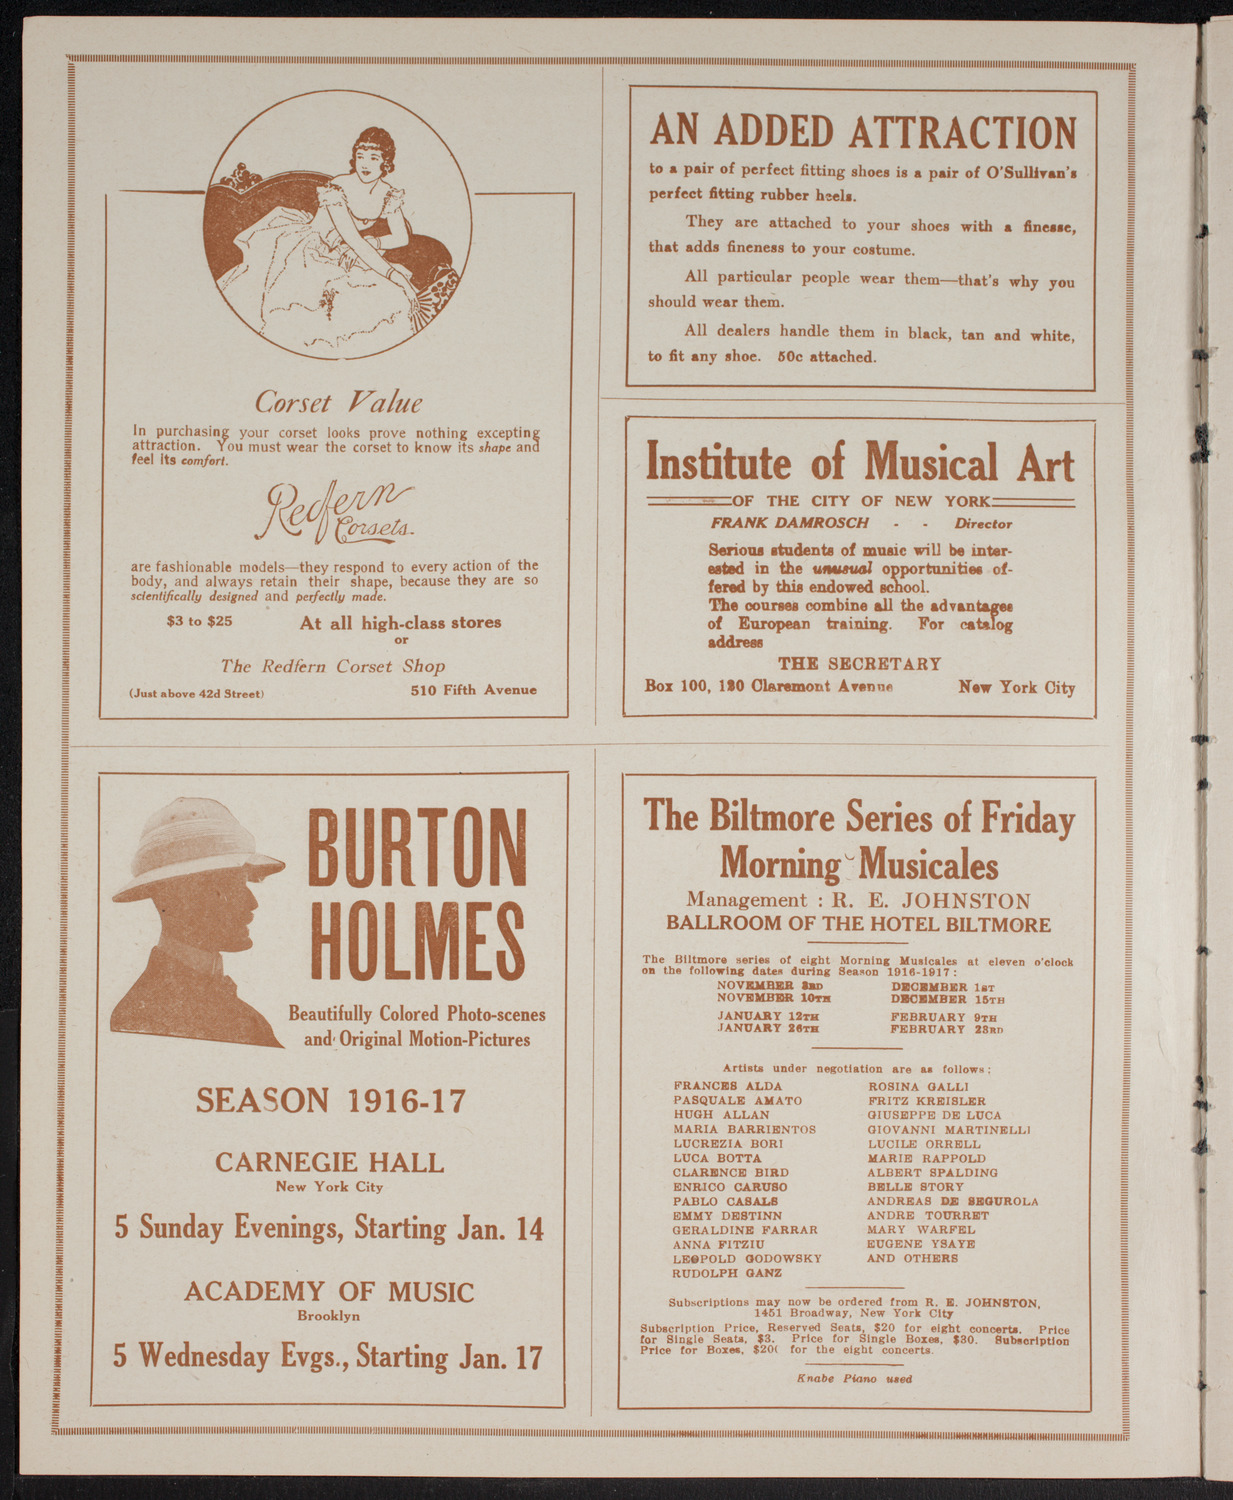 Corset Value
In purchasing your corset looks prove nothing excepting
attraction. You must wear the corset to know its shape and
feel its comfort.
Redfern
Corsets.
are fashionable models—they respond to every action of the
body, and always retain their shape, because they are so
scientifically designed and perfectly made.
$3 to $25 At all high-class stores
or
The Redfern Corset Shop
(Just above 42d Street) 510 Fifth Avenue
AN ADDED ATTRACTION
to a pair of perfect fitting shoes is a pair of O'Sullivan's
perfect fitting rubber heels.
They are attached to your shoes with a finesse,
that adds fineness to your costume.
All particular people wear them—that's why you
should wear them.
All dealers handle them in black, tan and white,
to fit any shoe. 50c attached.
Institute of Musical Art
OF THE CITY OF NEW YORK
FRANK DAMROSCH - - Director
Serious students of music will be inter-
ested in the unusual opportunities of-
fered by this endowed school.
The courses combine all the advantages
of European training. For catalog
address
THE SECRETARY
Box 100, 120 Claremont Avenue New York City
BURTON
HOLMES
Beautifully Colored Photo-scenes
and Original Motion-Pictures
SEASON 1916-17
CARNEGIE HALL
New York City
5 Sunday Evenings, Starting Jan. 14
ACADEMY OF MUSIC
Brooklyn
5 Wednesday Evgs., Starting Jan. 17
The Biltmore Series of Friday
Morning Musicales
Management : R. E. JOHNSTON
BALLROOM OF THE HOTEL BILTMORE
The Biltmore series of eight Morning Musicales at eleven o'clock
on the following dates during Season 1916-1917:
NOVEMBER 3RD DECEMBER 1ST
NOVEMBER 10TH DECEMBER 15TH
JANUARY 12TH FEBRUARY 9TH
JANUARY 26TH FEBRUARY 23RD
Artists under negotiation are as follows:
FRANCES ALDA ROSINA GALLI
PASQUALE AMATO FRITZ KREISLER
HUGH ALLAN GIUSEPPE DE LUCA
MARIA BARRIENTOS GIOVANNI MARTINELLI
LUCREZIA BORI LUCILE ORRELL
LUCA BOTTA MARIE RAPPOLD
CLARENCE BIRD ALBERT SPALDING
ENRICO CARUSO BELLE STORY
PABLO CASALS ANDREAS DE SEGUROLA
EMMY DESTINN ANDRE TOURRET
GERALDINE FARRAR MARY WARFEL
ANNA FITZIU EUGENE YSAYE
LEOPOLD GODOWSKY AND OTHERS
RUDOLPH GANZ
Subscriptions may now be ordered from R. E. JOHNSTON,
1451 Broadway, New York City
Subscription Price, Reserved Seats, $20 for eight concerts. Price
for Single Seats, $3. Price for Single Boxes, $30. Subscription
Price for Boxes, $20( for the eight concerts.
Knabe Piano used